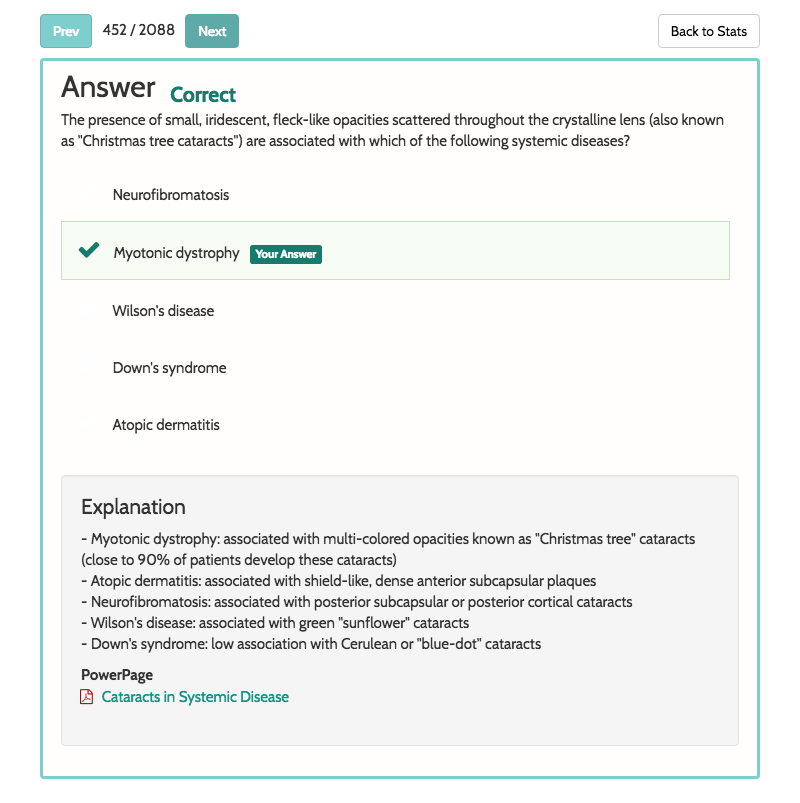 Prev 452 / 2088 Next Back to Stats
Answer Correct
The presence of small, iridescent, fleck-like opacities scattered throughout the crystalline lens (also known
as "Christmas tree cataracts") are associated with which of the following systemic diseases?
Neurofibromatosis
Myotonic dystrophy Your Answer
Wilson's disease
Down's syndrome
Atopic dermatitis
Explanation
- Myotonic dystrophy: associated with multi-colored opacities known as "Christmas tree" cataracts
(close to 90% of patients develop these cataracts)
- Atopic dermatitis: associated with shield-like, dense anterior subcapsular plaques
- Neurofibromatosis: associated with posterior subcapsular or posterior cortical cataracts
- Wilson's disease: associated with green "sunflower" cataracts
- Down's syndrome: low association with Cerulean or "blue-dot" cataracts
PowerPage
Cataracts in Systemic Disease